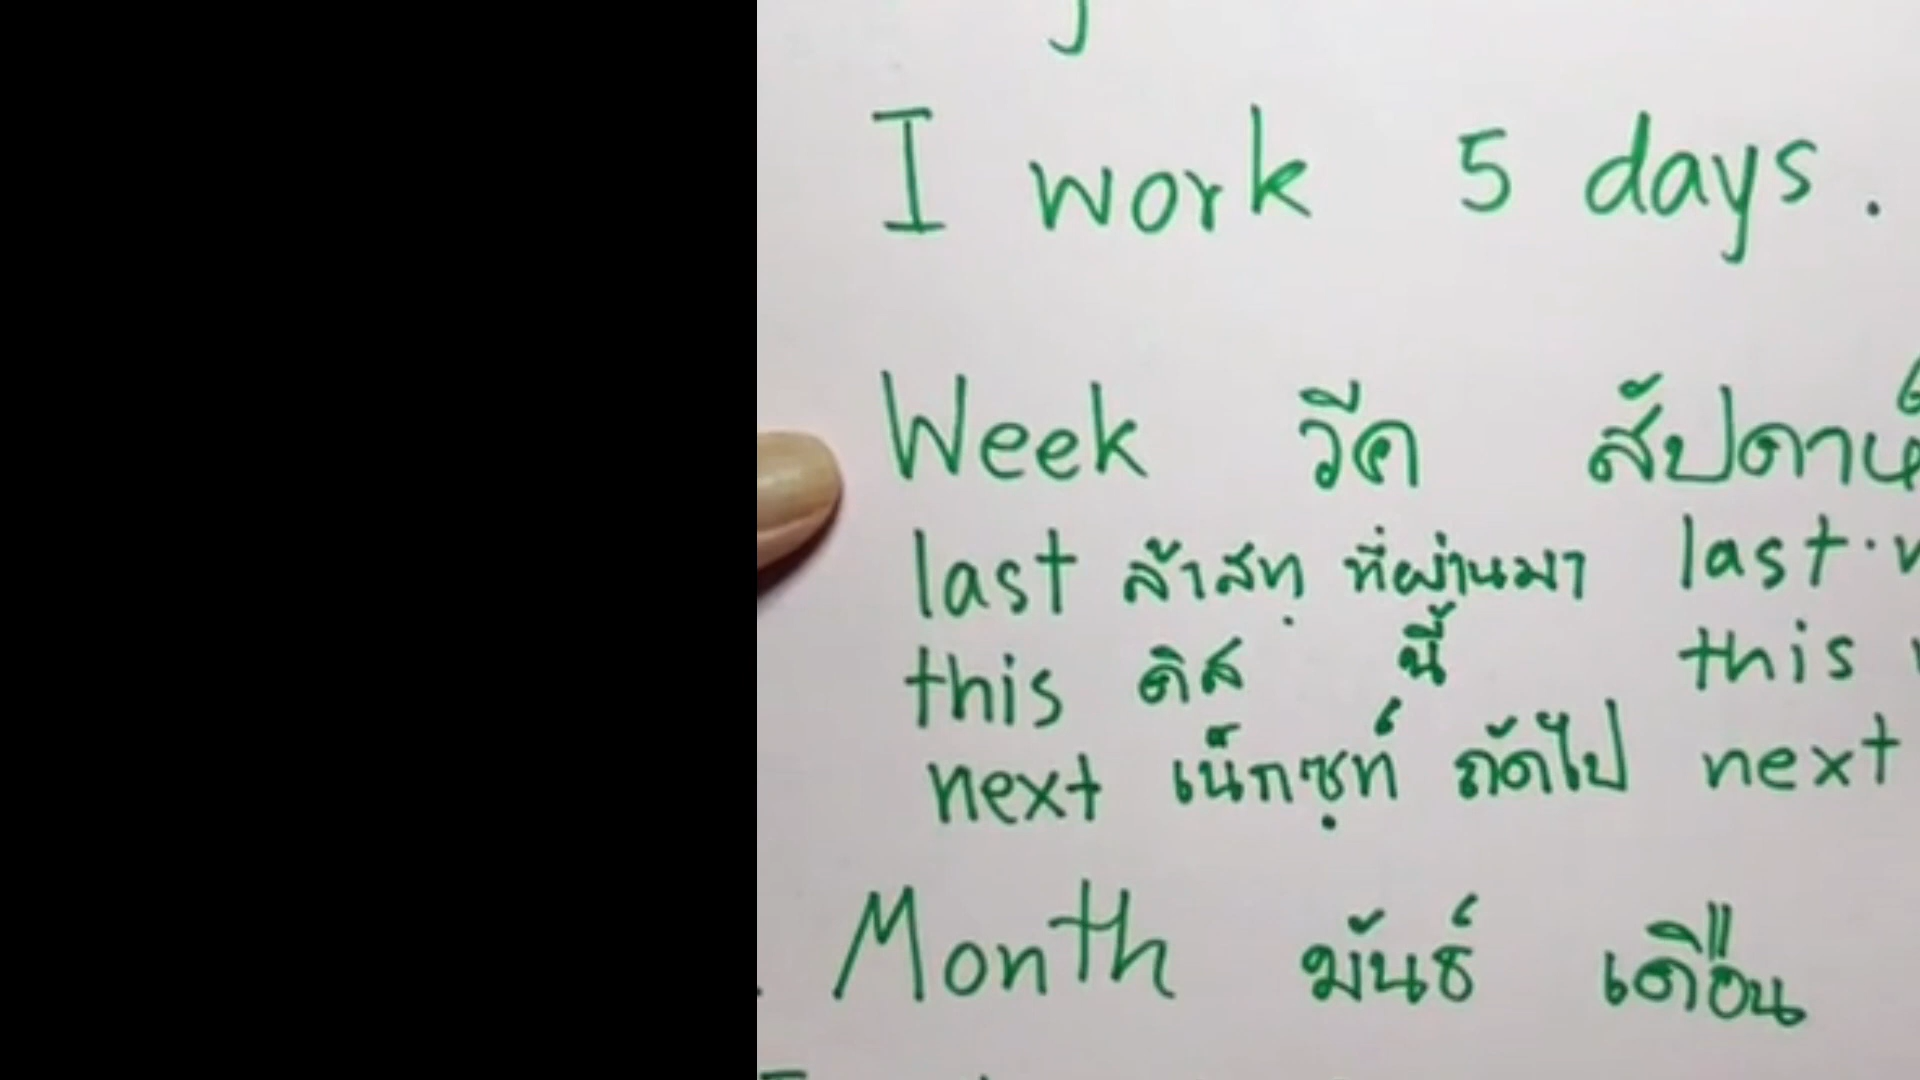 I work 5 days.
Week วีค สัปดาห์
last ล้าสทฺ ที่ผ่านมา last
this ดิส นี้ this
next เน็กซฺท์ ถัดไป next
Month มันธ์ เดือน